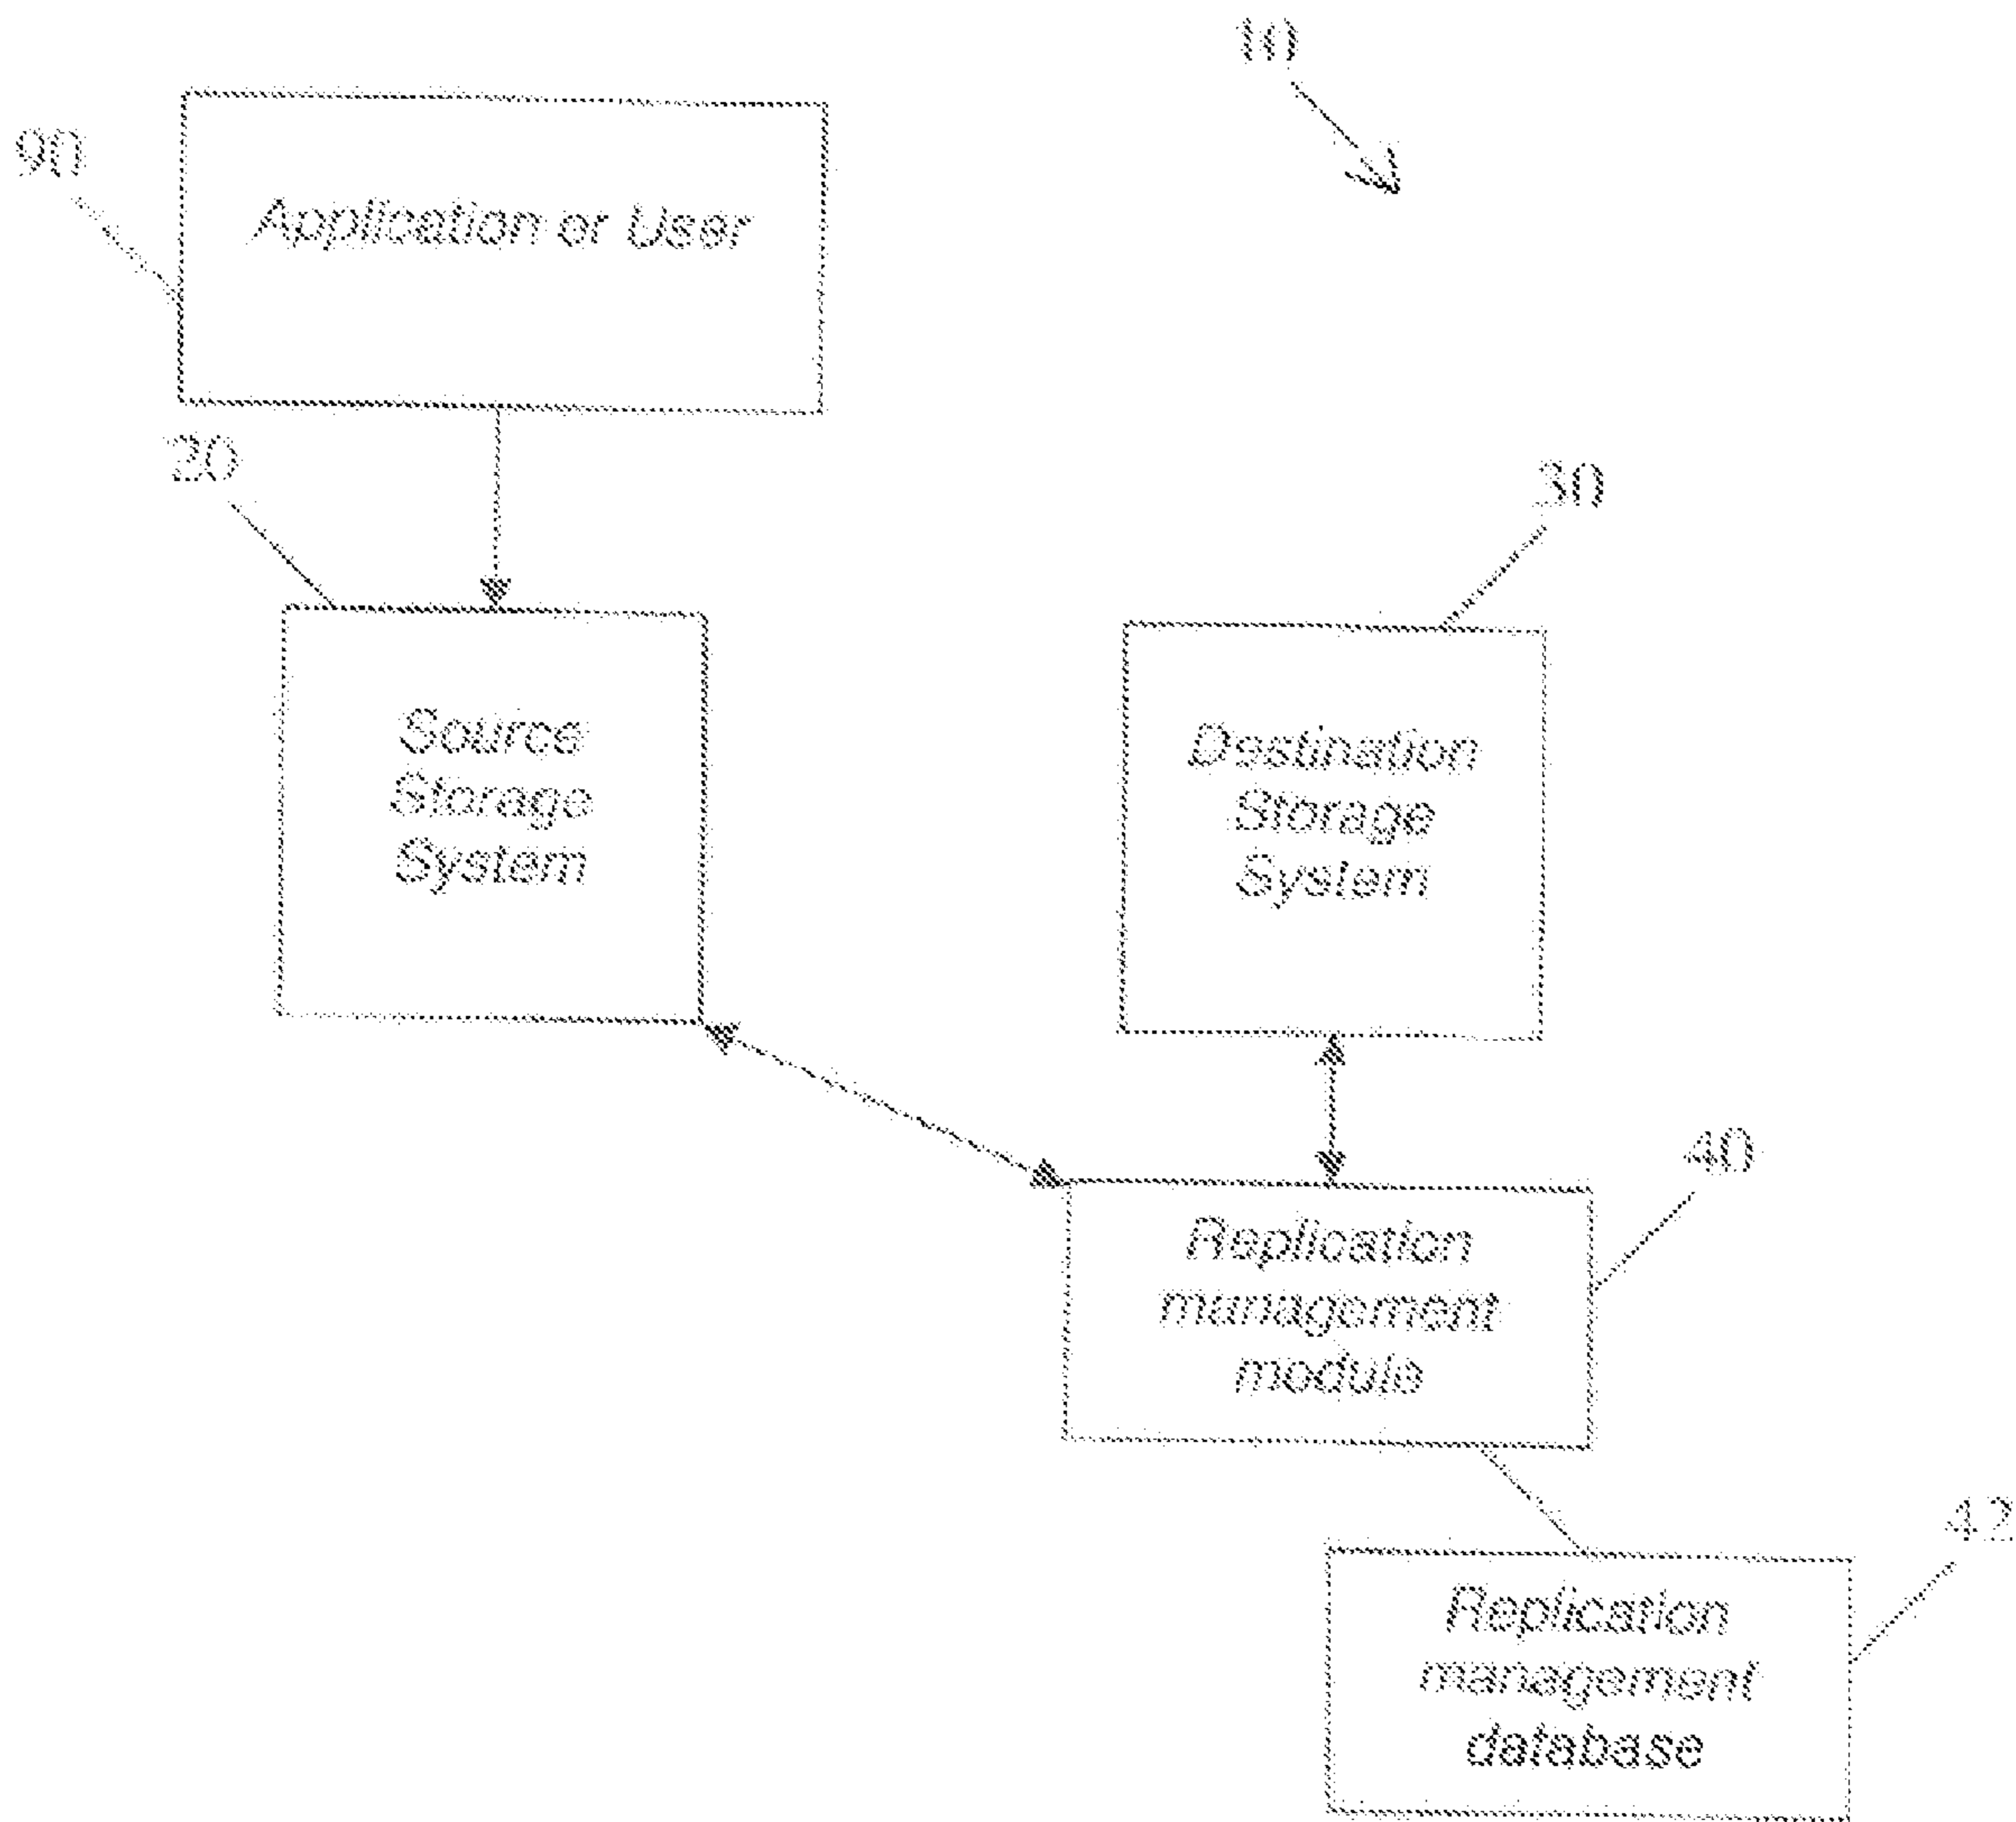 10
90
Application or User
20
30
Source
Storage
System
Destination
Storage
System
40
Replication
management
module
42
Replication
management
database